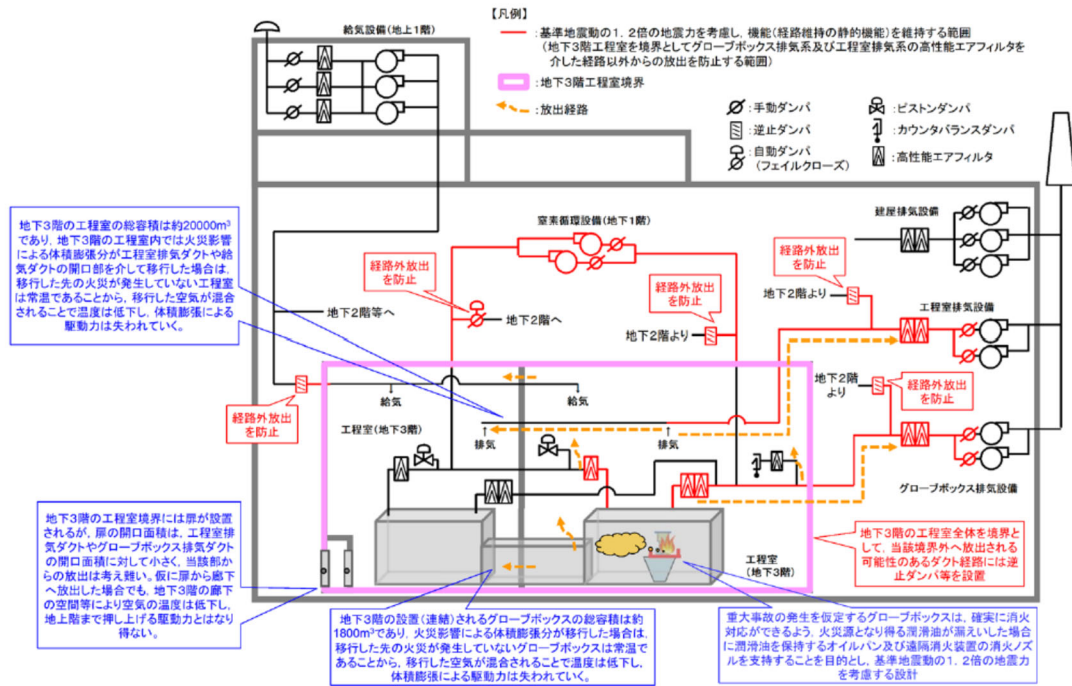 【凡例】
給気設備(地上1階)
：基準地震動の1．2倍の地震力を考慮し，機能(経路維持の静的機能)を維持する範囲
(地下3階工程室を境界としてグローブボックス排気系及び工程室排気系の高性能エアフィルタを
介した経路以外からの放出を防止する範囲)
：地下3階工程室境界
：放出経路
：手動ダンパ
：ピストンダンパ
：逆止ダンパ
：カウンタバランスダンパ
：自動ダンパ
(フェイルクローズ)
：高性能エアフィルタ
地下3階の工程室の総容積は約20000m³
であり，地下3階の工程室内では火災影響
による体積膨張分が工程室排気ダクトや給
気ダクトの開口部を介して移行した場合は，
移行した先の火災が発生していない工程室
は常温であることから，移行した空気が混合
されることで温度は低下し，体積膨張による
駆動力は失われていく。
窒素循環設備(地下1階)
建屋排気設備
経路外放出
を防止
経路外放出
を防止
経路外放出
を防止
地下2階より
工程室排気設備
地下2階等へ
地下2階へ
地下2階より
地下2階
より
経路外放出
を防止
経路外放出
を防止
給気
給気
工程室(地下3階)
排気
排気
グローブボックス排気設備
地下3階の工程室境界には扉が設置
されるが，扉の開口面積は，工程室排
気ダクトやグローブボックス排気ダクト
の開口面積に対して小さく，当該部か
らの放出は考え難い。仮に扉から廊下
へ放出した場合でも，地下3階の廊下
の空間等により空気の温度は低下し，
地上階まで押し上げる駆動力とはなり
得ない。
工程室
(地下3階)
地下3階の工程室全体を境界と
して，当該境界外へ放出される
可能性のあるダクト経路には逆
止ダンパ等を設置
地下3階の設置(連結)されるグローブボックスの総容積は約
1800m³であり，火災影響による体積膨張分が移行した場合は，
移行した先の火災が発生していないグローブボックスは常温で
あることから，移行した空気が混合されることで温度は低下し，
体積膨張による駆動力は失われていく。
重大事故の発生を仮定するグローブボックスは，確実に消火
対応ができるよう，火災源となり得る潤滑油が漏えいした場合
に潤滑油を保持するオイルパン及び遠隔消火装置の消火ノズ
ルを支持することを目的とし，基準地震動の1．2倍の地震力
を考慮する設計